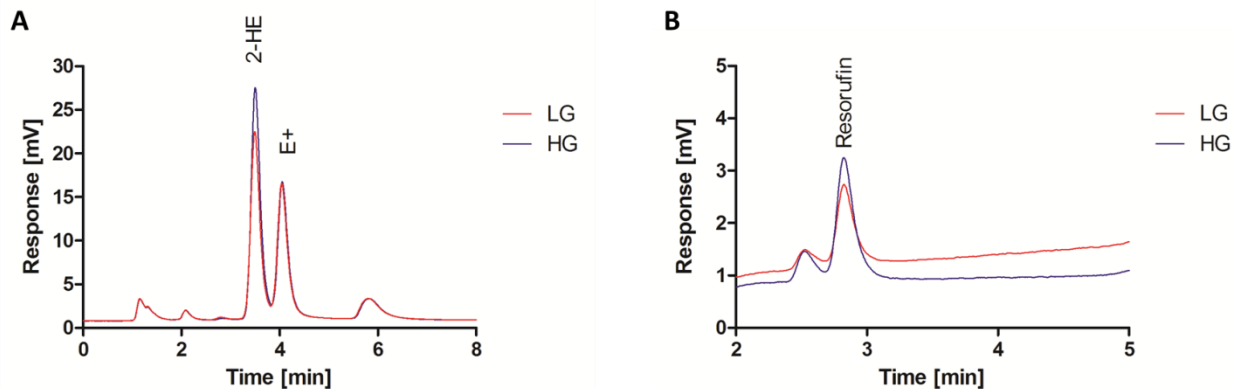 A
2-HE
E+
Response [mV]
30
25
20
15
10
5
0
0 2 4 6 8
Time [min]
LG
HG
B
Resorufin
Response [mV]
5
4
3
2
1
0
2 3 4 5
Time [min]
LG
HG